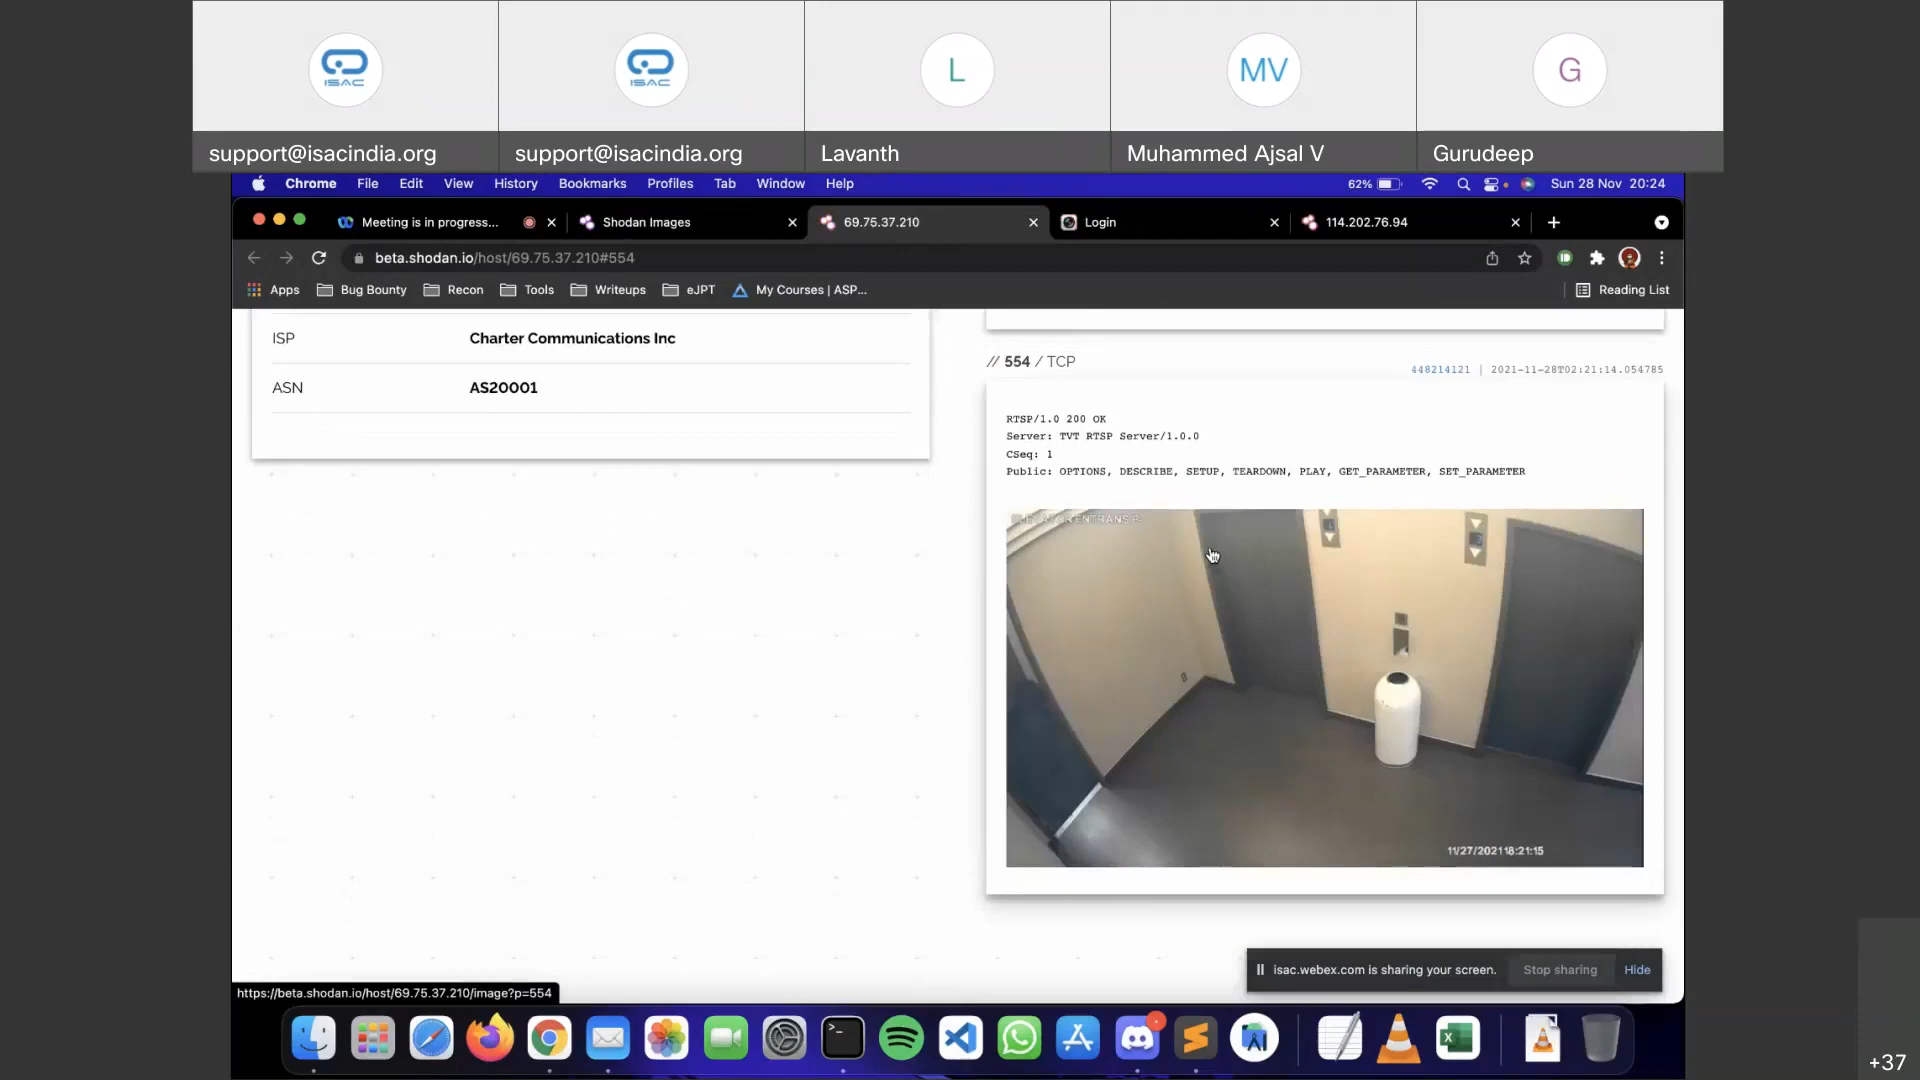 ISAC
ISAC
L
MV
G
support@isacindia.org
support@isacindia.org
Lavanth
Muhammed Ajsal V
Gurudeep
Chrome File Edit View History Bookmarks Profiles Tab Window Help
62% Sun 28 Nov 20:24
Meeting is in progress...
Shodan Images
69.75.37.210
Login
114.202.76.94
beta.shodan.io/host/69.75.37.210#554
Apps Bug Bounty Recon Tools Writeups eJPT My Courses | ASP...
Reading List
ISP Charter Communications Inc
ASN AS20001
// 554 / TCP
448214121 | 2021-11-28T02:21:14.054785
RTSP/1.0 200 OK
Server: TVT RTSP Server/1.0.0
CSeq: 1
Public: OPTIONS, DESCRIBE, SETUP, TEARDOWN, PLAY, GET_PARAMETER, SET_PARAMETER
11/27/2021 18:21:15
isac.webex.com is sharing your screen. Stop sharing Hide
https://beta.shodan.io/host/69.75.37.210/image?p=554
+37